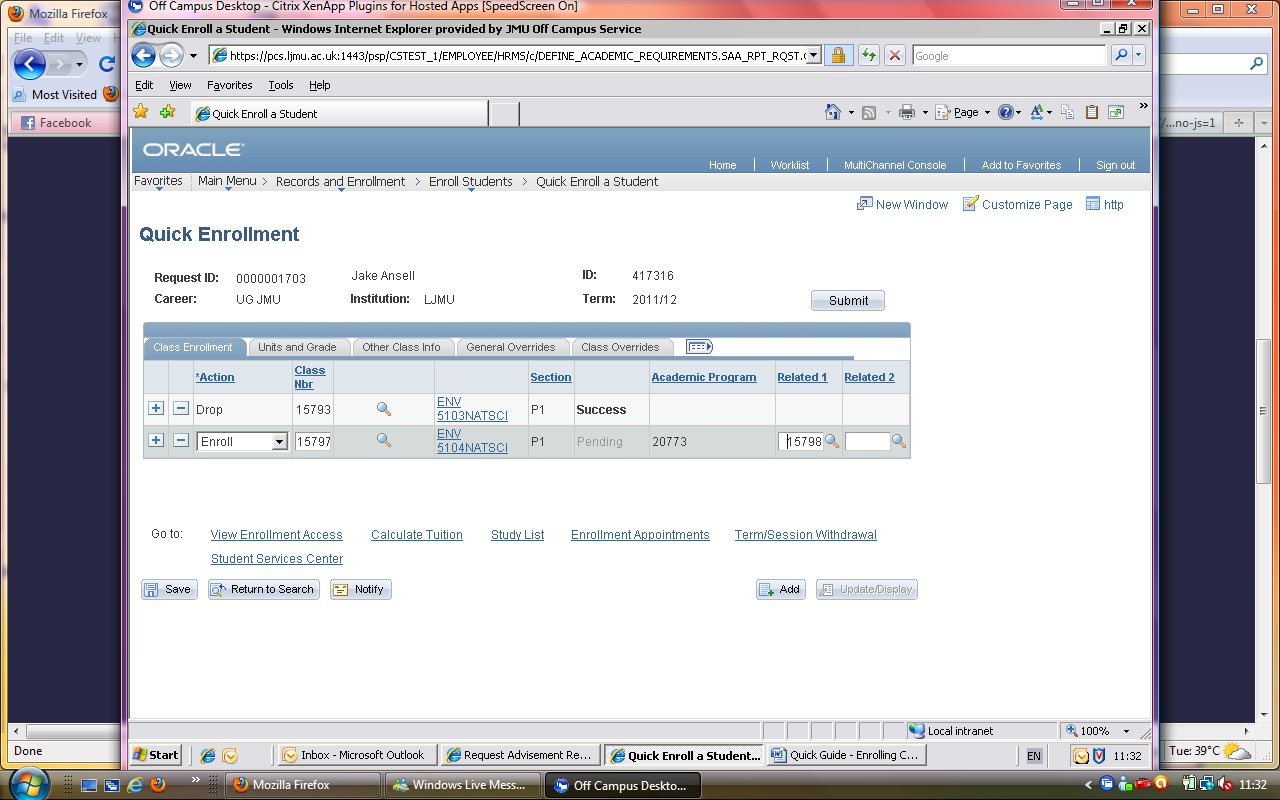 Mozilla Firefox
File Edit View
Most Visited
Facebook
Done
Off Campus Desktop - Citrix XenApp Plugins for Hosted Apps [SpeedScreen On]
Quick Enroll a Student - Windows Internet Explorer provided by JMU Off Campus Service
https://pcs.ljmu.ac.uk:1443/psp/CSTEST_1/EMPLOYEE/HRMS/c/DEFINE_ACADEMIC_REQUIREMENTS.SAA_RPT_RQST.
Google
Edit View Favorites Tools Help
Quick Enroll a Student
Page
/...no-js=1
ORACLE
Home Worklist MultiChannel Console Add to Favorites Sign out
Favorites Main Menu > Records and Enrollment > Enroll Students > Quick Enroll a Student
New Window Customize Page http
Quick Enrollment
Request ID: 0000001703 Jake Ansell ID: 417316
Career: UG JMU Institution: LJMU Term: 2011/12
Submit
Class Enrollment Units and Grade Other Class Info General Overrides Class Overrides
*Action Class Nbr Section Academic Program Related 1 Related 2
Drop 15793 ENV 5103NATSCI P1 Success
Enroll 15797 ENV 5104NATSCI P1 Pending 20773 15798
Go to: View Enrollment Access Calculate Tuition Study List Enrollment Appointments Term/Session Withdrawal
Student Services Center
Save Return to Search Notify Add Update/Display
Local intranet 100%
Start Inbox - Microsoft Outlook Request Advisement Re... Quick Enroll a Student... Quick Guide - Enrolling C... EN 11:32
Tue: 39°C
Mozilla Firefox Windows Live Mess... Off Campus Deskto... 11:32